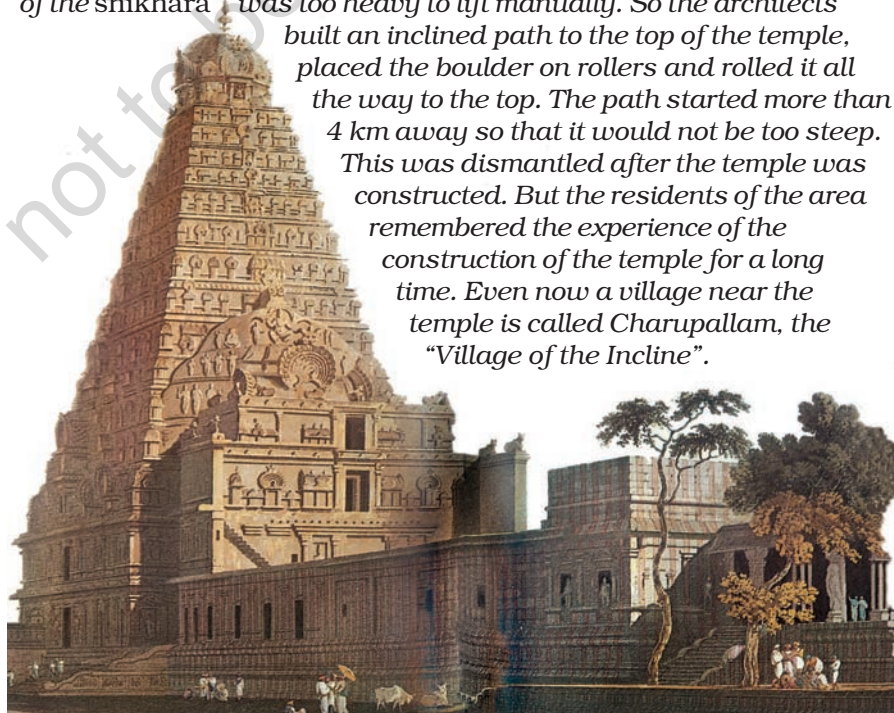 of the shikhara was too heavy to lift manually. So the architects
built an inclined path to the top of the temple,
placed the boulder on rollers and rolled it all
the way to the top. The path started more than
4 km away so that it would not be too steep.
This was dismantled after the temple was
constructed. But the residents of the area
remembered the experience of the
construction of the temple for a long
time. Even now a village near the
temple is called Charupallam, the
“Village of the Incline”.
not to be